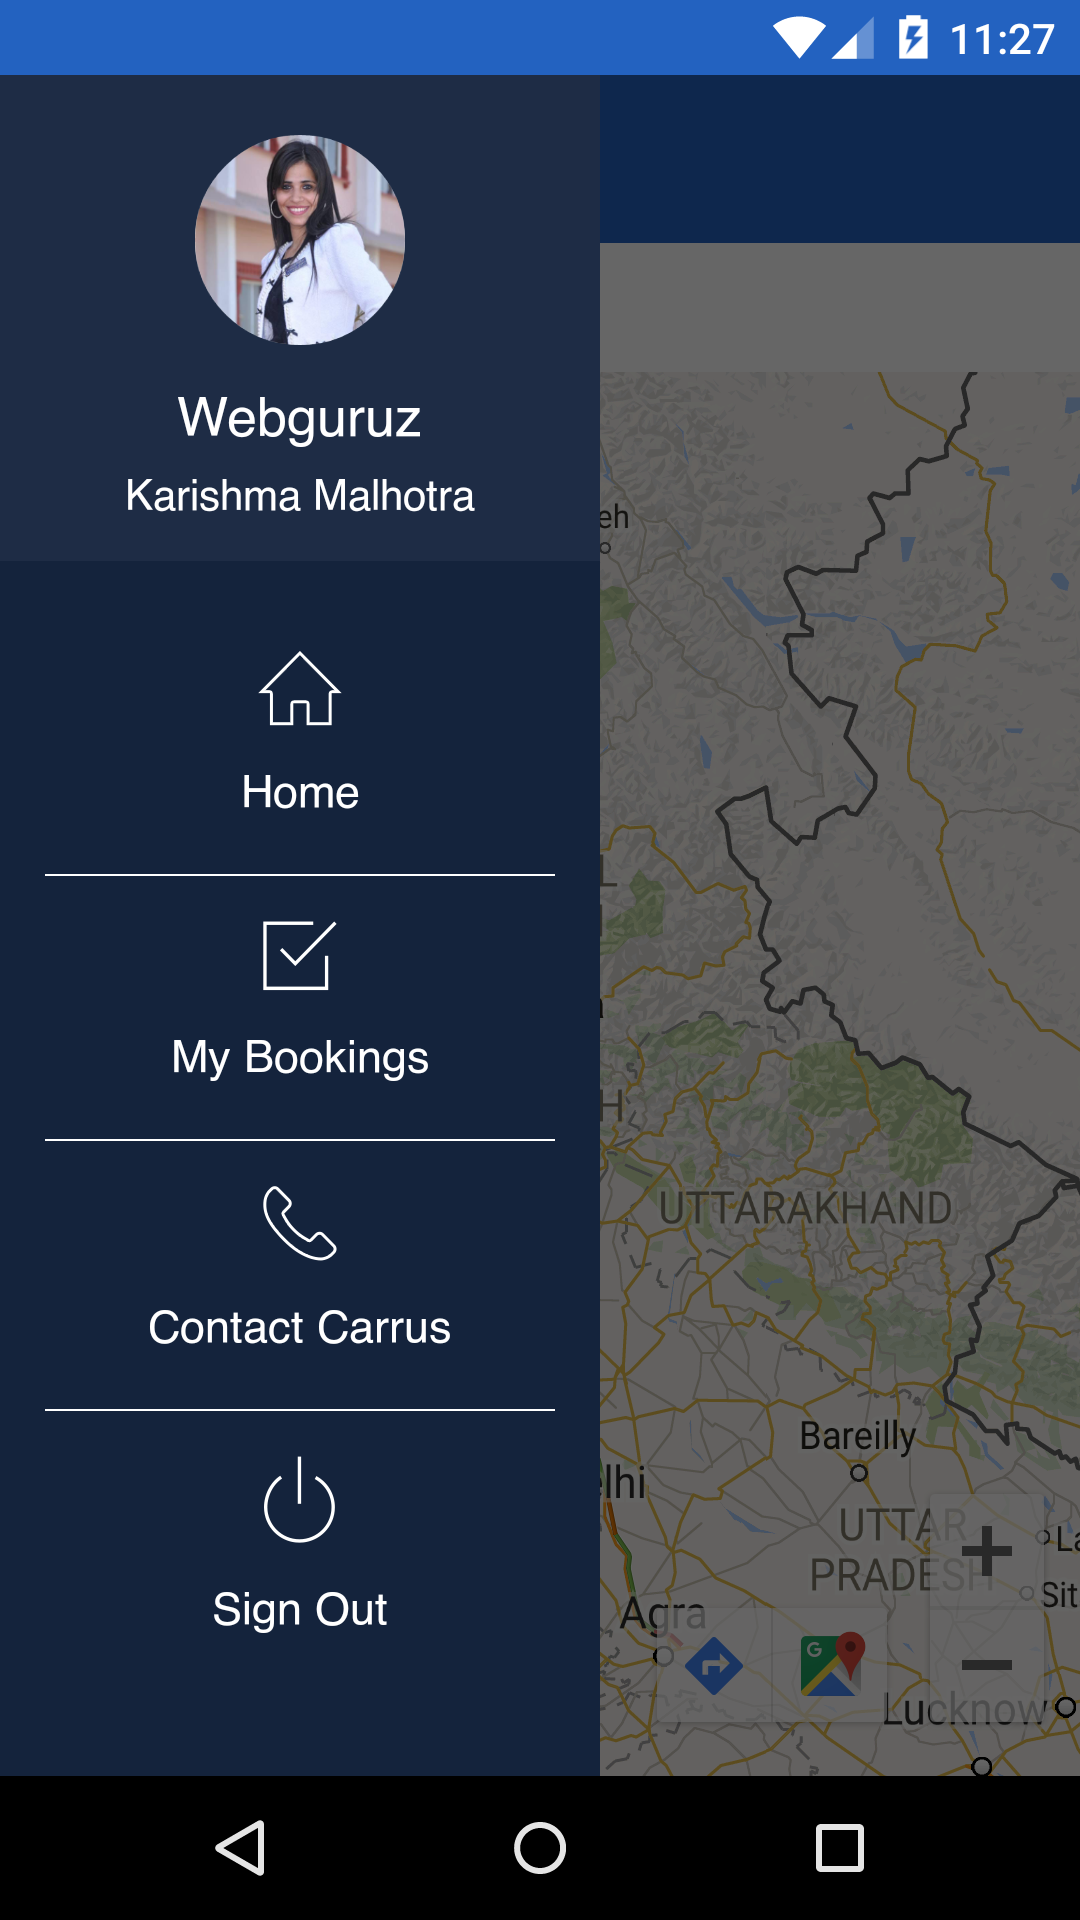 11:27
Webguruz
Karishma Malhotra
Home
My Bookings
Contact Carrus
Sign Out
eh
L
H
UTTARAKHAND
Bareilly
lhi
UTTAR
PRADESH
La
Sit
Agra
G
Lucknow